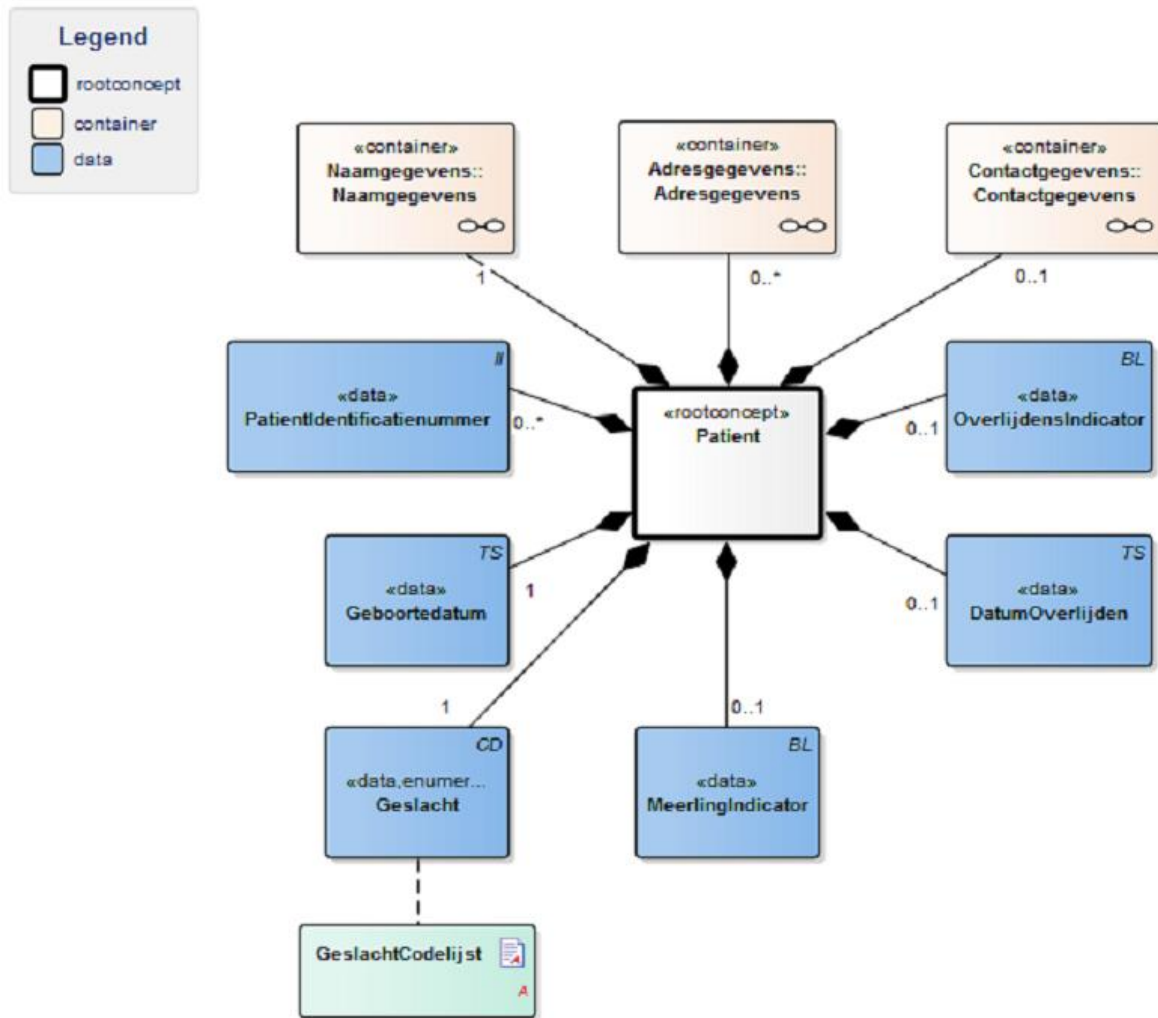 Legend
rootconcept
container
data
«container»
Naamgegevens::
Naamgegevens
«container»
Adresgegevens::
Adresgegevens
«container»
Contactgegevens::
Contactgegevens
1
0..*
0..1
II
«data»
PatientIdentificatienummer
0..*
«rootconcept»
Patient
BL
«data»
OverlijdensIndicator
0..1
TS
«data»
Geboortedatum
1
TS
«data»
DatumOverlijden
0..1
1
0..1
CD
«data,enumer...
Geslacht
BL
«data»
MeerlingIndicator
GeslachtCodelijst
A
A